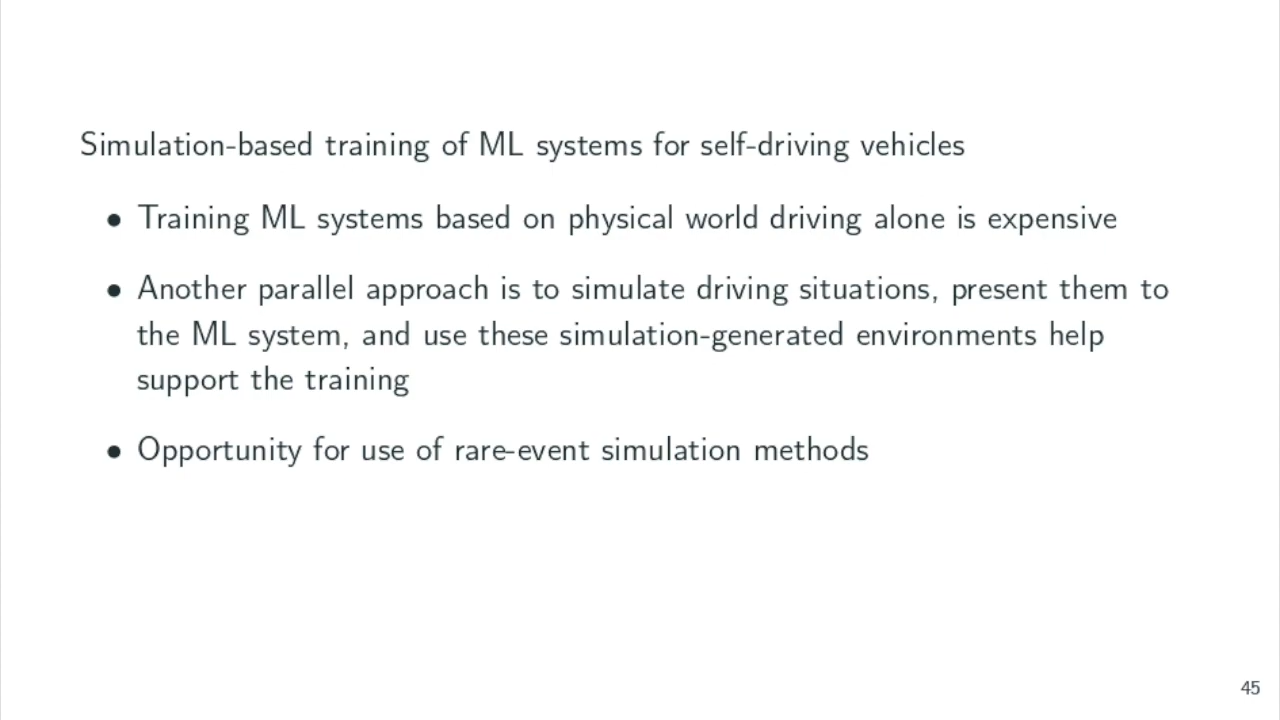 Simulation-based training of ML systems for self-driving vehicles
• Training ML systems based on physical world driving alone is expensive
• Another parallel approach is to simulate driving situations, present them to
the ML system, and use these simulation-generated environments help
support the training
• Opportunity for use of rare-event simulation methods
45